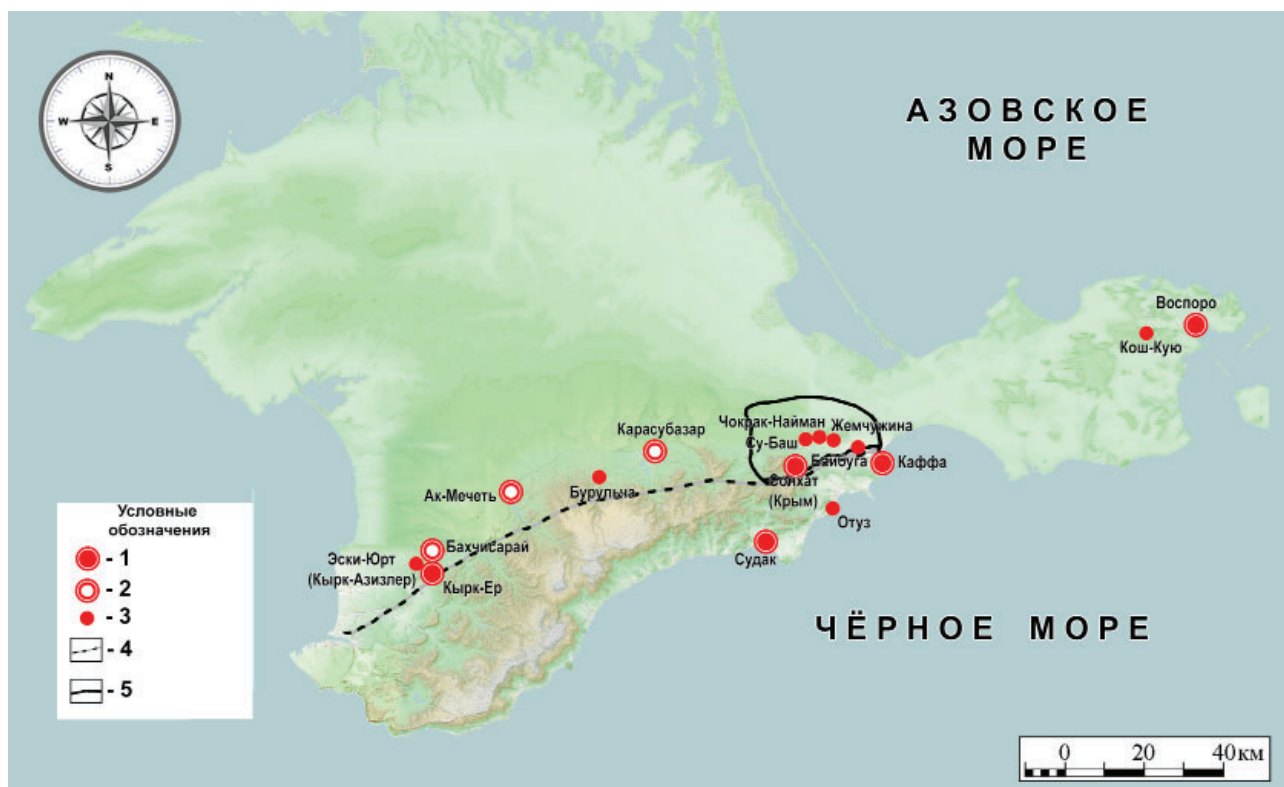 N
W
E
S
АЗОВСКОЕ
МОРЕ
Воспоро
Кош-Кую
Чокрак-Найман
Жемчужина
Карасубазар
Су-Баш
Байбуга
Каффа
Солхат
(Крым)
Бурульча
Ак-Мечеть
Отуз
Судак
Бахчисарай
Эски-Юрт
(Кырк-Азизлер)
Кырк-Ер
ЧЁРНОЕ МОРЕ
Условные
обозначения
- 1
- 2
- 3
- 4
- 5
0 20 40 км